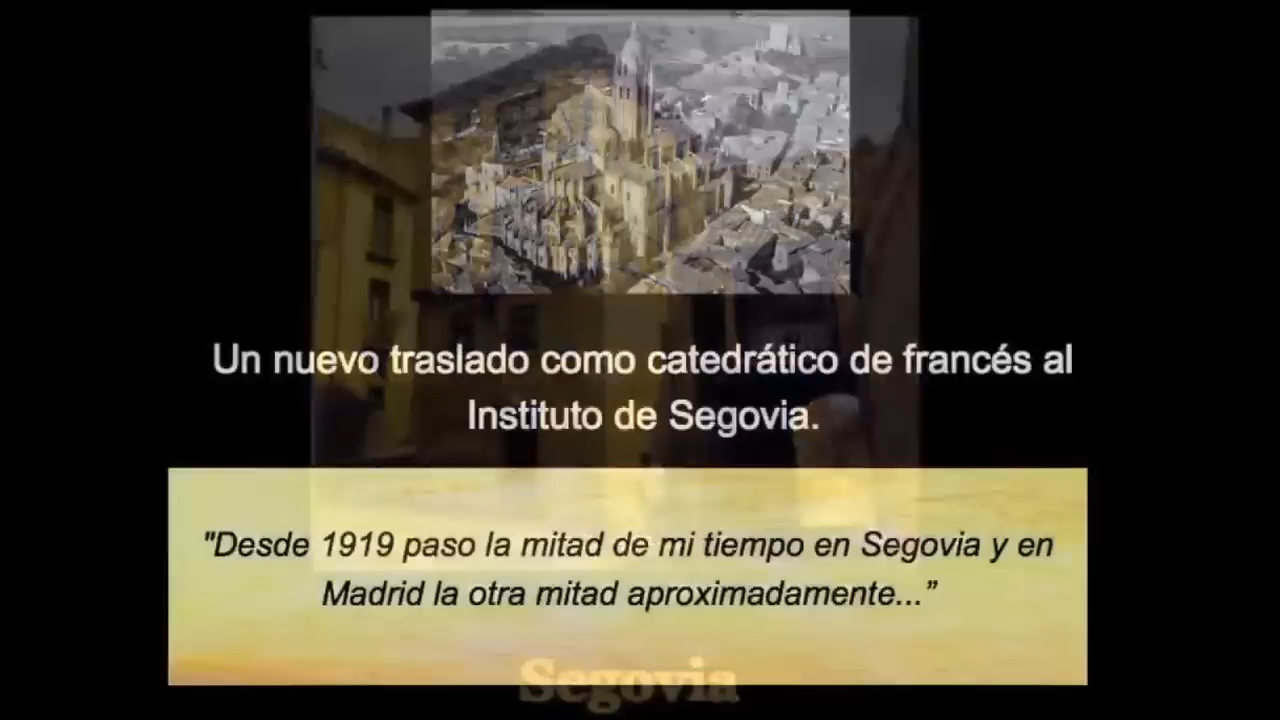 Un nuevo traslado como catedrático de francés al
Instituto de Segovia.
"Desde 1919 paso la mitad de mi tiempo en Segovia y en
Madrid la otra mitad aproximadamente...”
Segovia